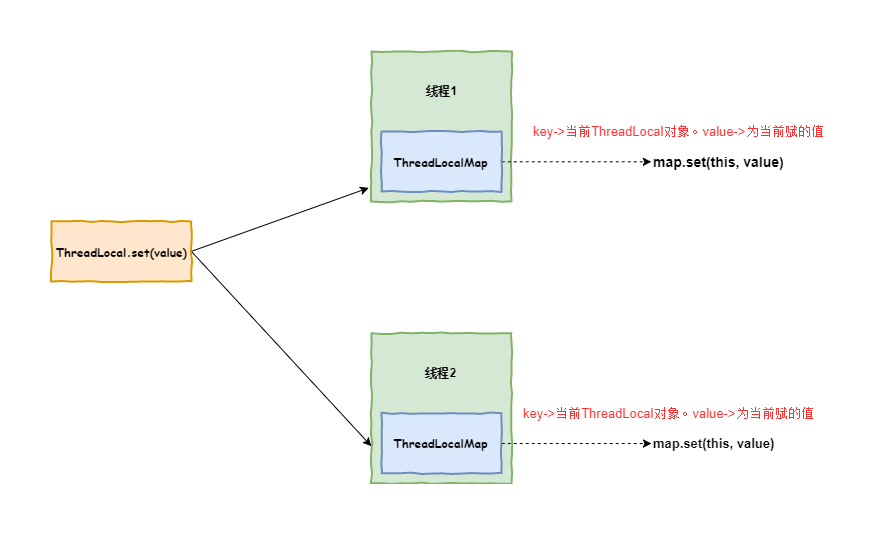 线程1
key->当前ThreadLocal对象。value->为当前赋的值
ThreadLocalMap
map.set(this, value)
ThreadLocal.set(value)
线程2
key->当前ThreadLocal对象。value->为当前赋的值
ThreadLocalMap
map.set(this, value)